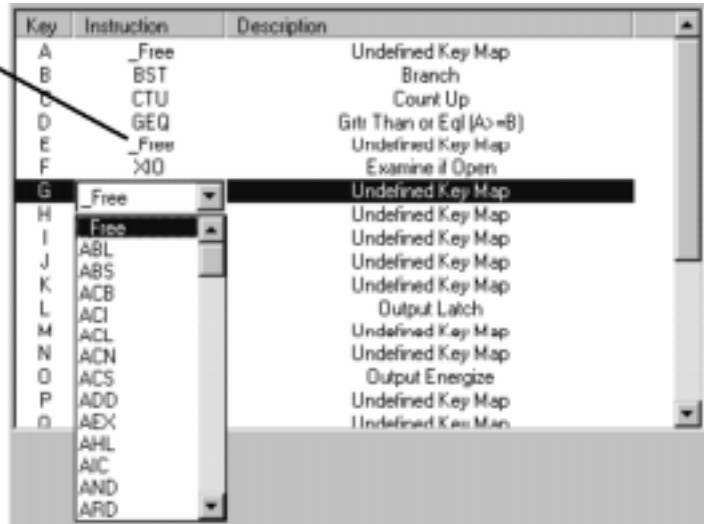 Key Instruction Description
A _Free Undefined Key Map
B BST Branch
C CTU Count Up
D GEQ Grtr Than or Eql (A>=B)
E _Free Undefined Key Map
F XIO Examine if Open
G _Free Undefined Key Map
H _Free Undefined Key Map
I ABL Undefined Key Map
J ABS Undefined Key Map
K ACB Undefined Key Map
L ACI Output Latch
M ACL Undefined Key Map
N ACN Undefined Key Map
O ACS Output Energize
P ADD Undefined Key Map
Q AEX Undefined Key Map
AHL
AIC
AND
ARD